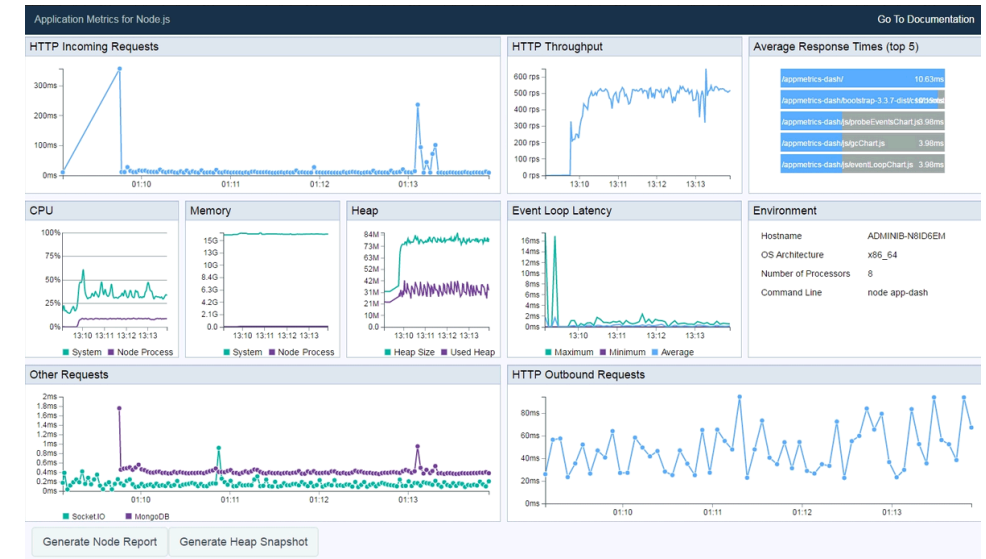 Application Metrics for Node.js
Go To Documentation
HTTP Incoming Requests
300ms
200ms
100ms
0ms
01:10 01:11 01:12 01:13
HTTP Throughput
600 rps
500 rps
400 rps
300 rps
200 rps
100 rps
0 rps
13:10 13:11 13:12 13:13
Average Response Times (top 5)
/appmetrics-dash/ 10.63ms
/appmetrics-dash/bootstrap-3.3.7-dist/css/
/appmetrics-dash/js/probeEventsChart.js 3.98ms
/appmetrics-dash/js/gcChart.js 3.98ms
/appmetrics-dash/js/eventLoopChart.js 3.98ms
CPU
100%
75%
50%
25%
0%
13:10 13:11 13:12 13:13
System Node Process
Memory
15G
13G
10G
8.4G
6.3G
4.2G
2.1G
0.0
13:10 13:11 13:12 13:13
System Node Process
Heap
84M
73M
63M
52M
42M
31M
21M
10M
0.0
13:10 13:11 13:12 13:13
Heap Size Used Heap
Event Loop Latency
16ms
14ms
12ms
10ms
8ms
6ms
4ms
2ms
0ms
13:10 13:11 13:12 13:13
Maximum Minimum Average
Environment
Hostname ADMINIB-N8ID6EM
OS Architecture x86_64
Number of Processors 8
Command Line node app-dash
Other Requests
2ms
1.8ms
1.6ms
1.4ms
1.2ms
1ms
0.8ms
0.6ms
0.4ms
0.2ms
0ms
01:10 01:11 01:12 01:13
Socket.IO MongoDB
HTTP Outbound Requests
80ms
60ms
40ms
20ms
0ms
01:10 01:11 01:12 01:13
Generate Node Report Generate Heap Snapshot